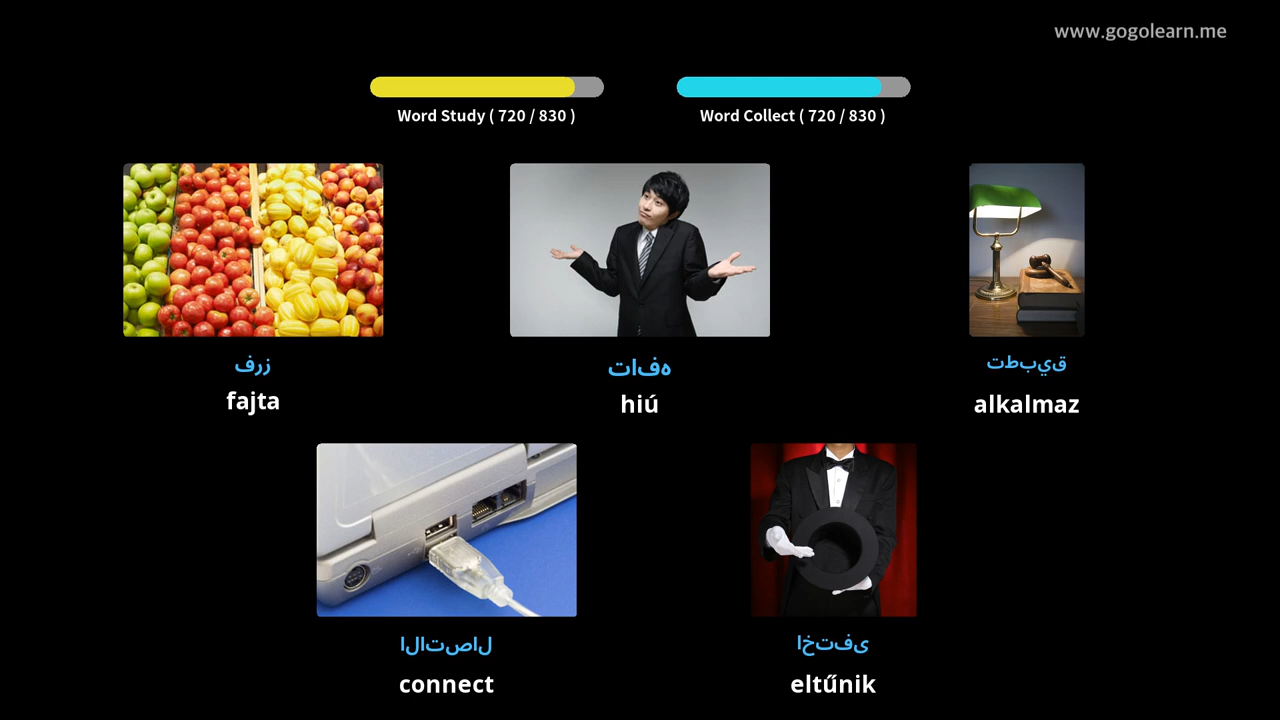 www.gogolearn.me
Word Study ( 720 / 830 )
Word Collect ( 720 / 830 )
فرز
تافه
تطبيق
fajta
hiú
alkalmaz
الاتصال
اختفى
connect
eltűnik